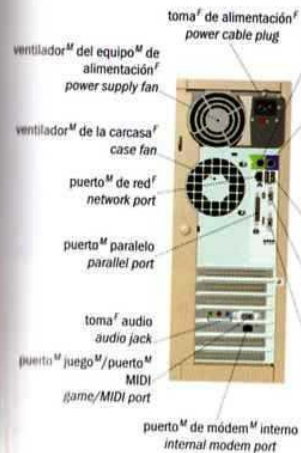 toma^F de alimentación^F
power cable plug
ventilador^M del equipo^M de
alimentación^F
power supply fan
ventilador^M de la carcasa^F
case fan
puerto^M de red^F
network port
puerto^M paralelo
parallel port
toma^F audio
audio jack
puerto^M juego^M/puerto^M
MIDI
game/MIDI port
puerto^M de módem^M interno
internal modem port